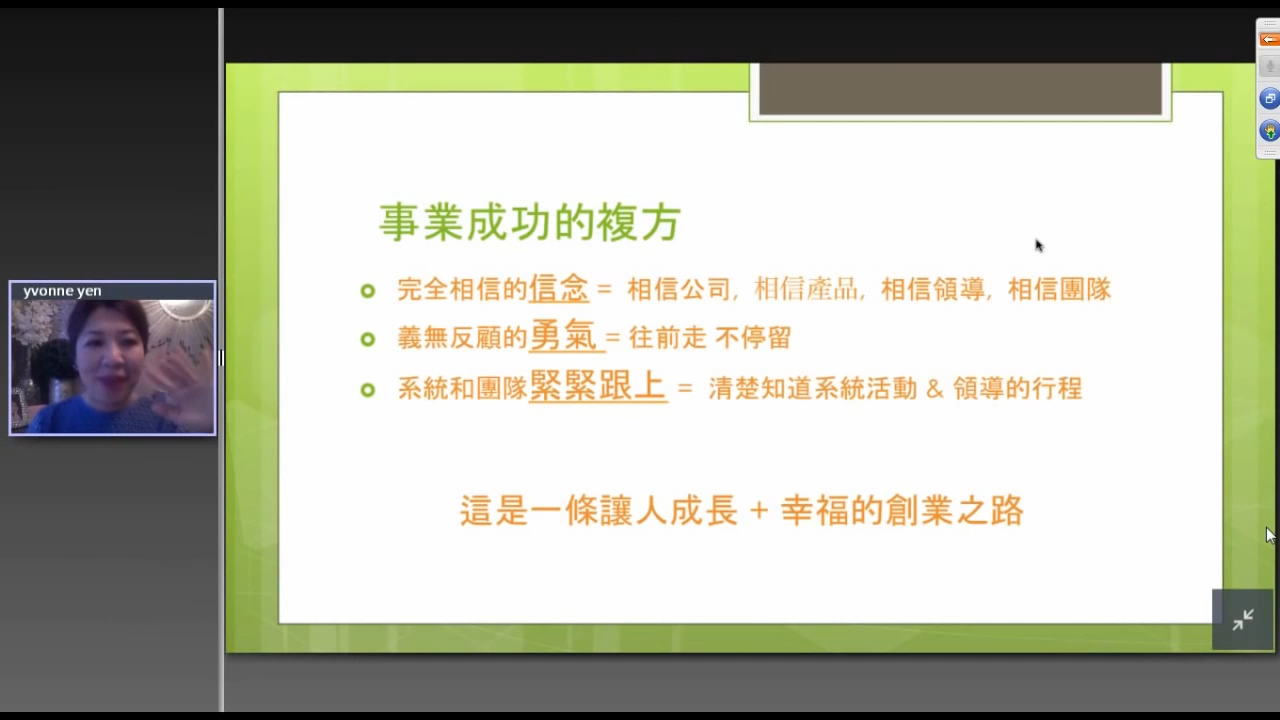 yvonne yen
事業成功的複方
完全相信的信念 = 相信公司, 相信產品, 相信領導, 相信團隊
義無反顧的勇氣 = 往前走 不停留
系統和團隊緊緊跟上 = 清楚知道系統活動 & 領導的行程
這是一條讓人成長 + 幸福的創業之路